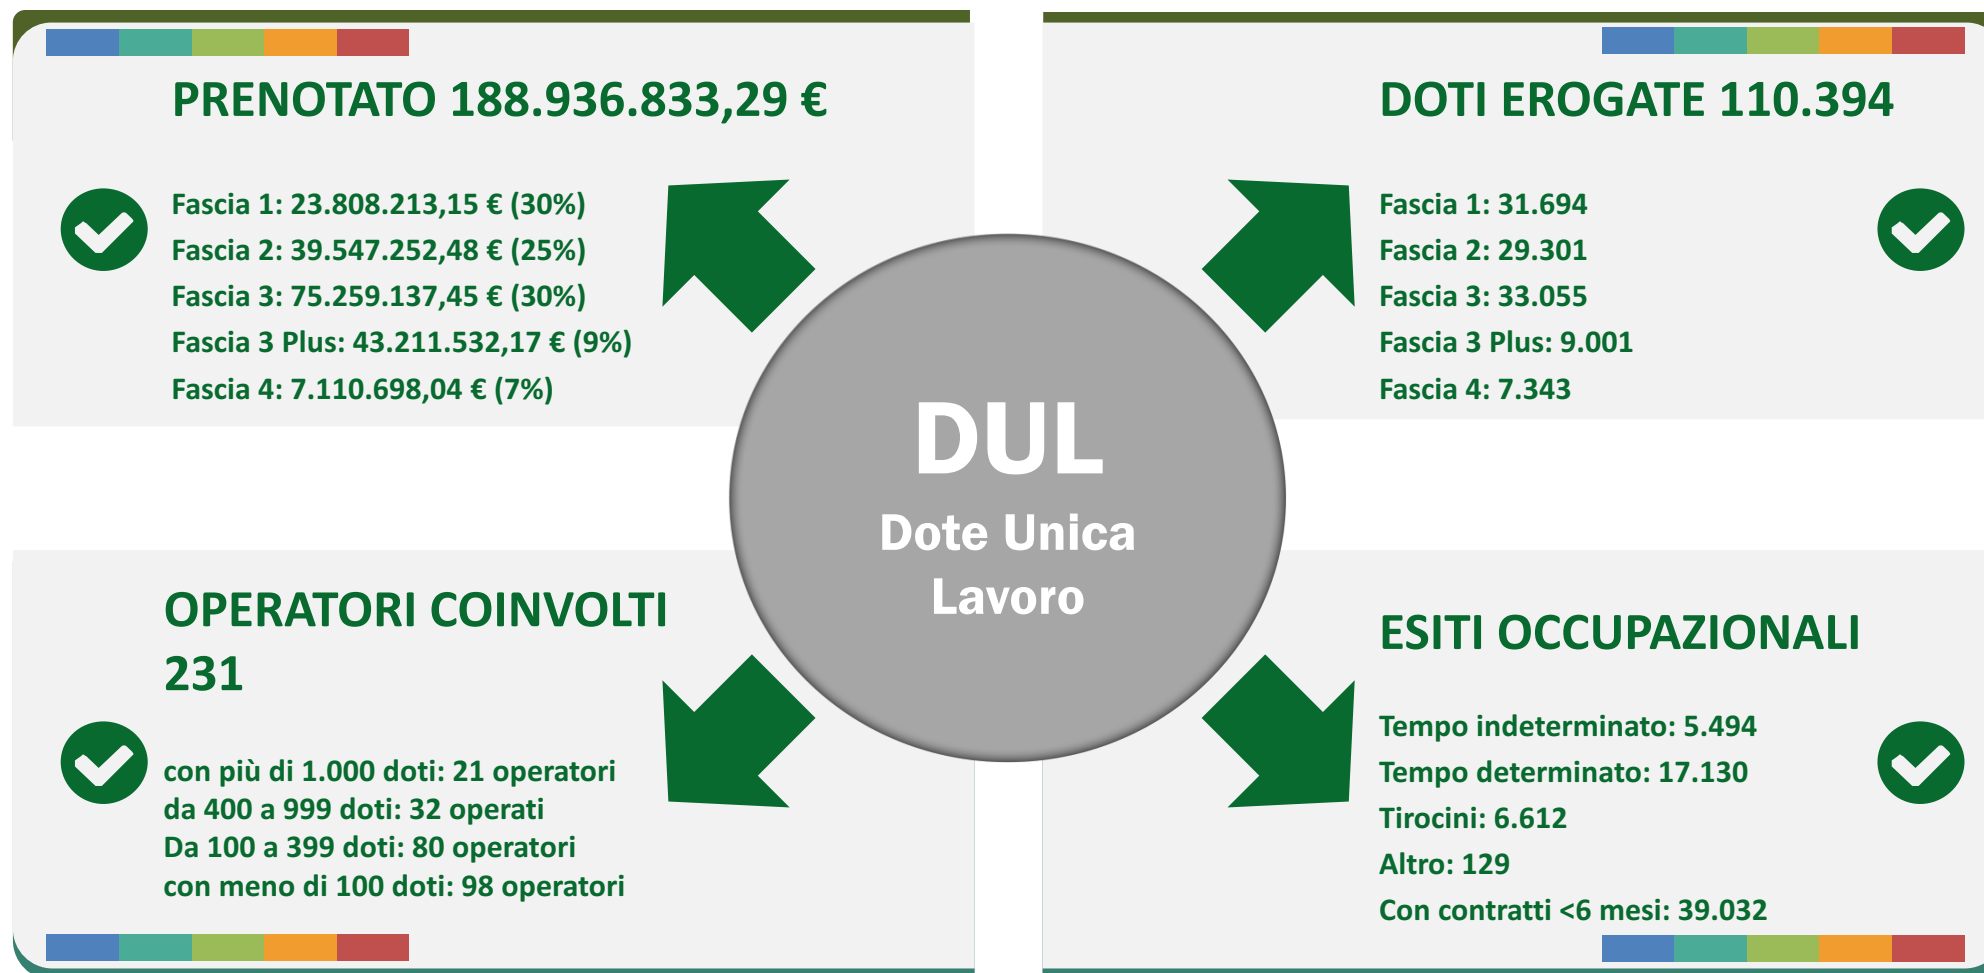 PRENOTATO 188.936.833,29 €
Fascia 1: 23.808.213,15 € (30%)
Fascia 2: 39.547.252,48 € (25%)
Fascia 3: 75.259.137,45 € (30%)
Fascia 3 Plus: 43.211.532,17 € (9%)
Fascia 4: 7.110.698,04 € (7%)
DOTI EROGATE 110.394
Fascia 1: 31.694
Fascia 2: 29.301
Fascia 3: 33.055
Fascia 3 Plus: 9.001
Fascia 4: 7.343
DUL
Dote Unica
Lavoro
OPERATORI COINVOLTI
231
con più di 1.000 doti: 21 operatori
da 400 a 999 doti: 32 operati
Da 100 a 399 doti: 80 operatori
con meno di 100 doti: 98 operatori
ESITI OCCUPAZIONALI
Tempo indeterminato: 5.494
Tempo determinato: 17.130
Tirocini: 6.612
Altro: 129
Con contratti <6 mesi: 39.032